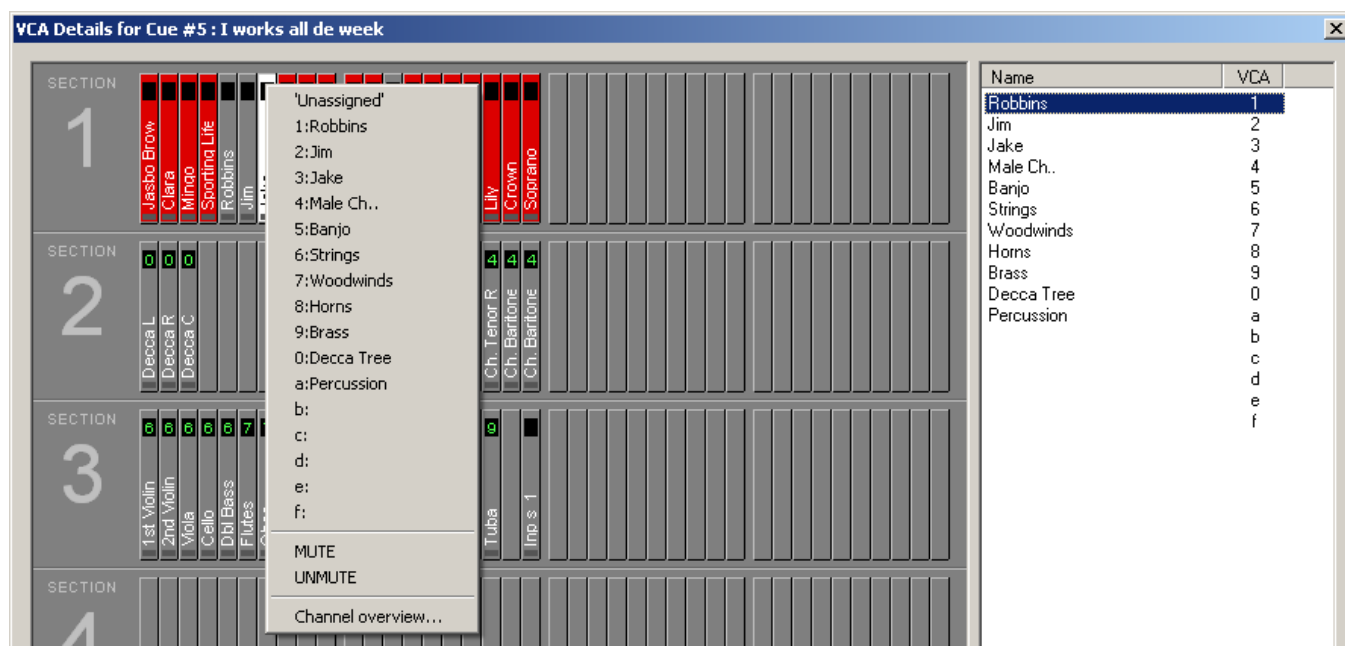 VCA Details for Cue #5 : I works all de week
SECTION
1
Jasbo Brow
Clara
Mingo
Sporting Life
Robbins
Jim
Lily
Crown
Soprano
SECTION
2
0 0 0
Decca L
Decca R
Decca C
4 4 4
Ch. Tenor R
Ch. Baritone
Ch. Baritone
SECTION
3
6 6 6 6 6 7
1st Violin
2nd Violin
Viola
Cello
Dbl Bass
Flutes
9
Tuba
Inp s 1
SECTION
4
'Unassigned'
1:Robbins
2:Jim
3:Jake
4:Male Ch..
5:Banjo
6:Strings
7:Woodwinds
8:Horns
9:Brass
0:Decca Tree
a:Percussion
b:
c:
d:
e:
f:
MUTE
UNMUTE
Channel overview...
Name VCA
Robbins 1
Jim 2
Jake 3
Male Ch.. 4
Banjo 5
Strings 6
Woodwinds 7
Horns 8
Brass 9
Decca Tree 0
Percussion a
b
c
d
e
f